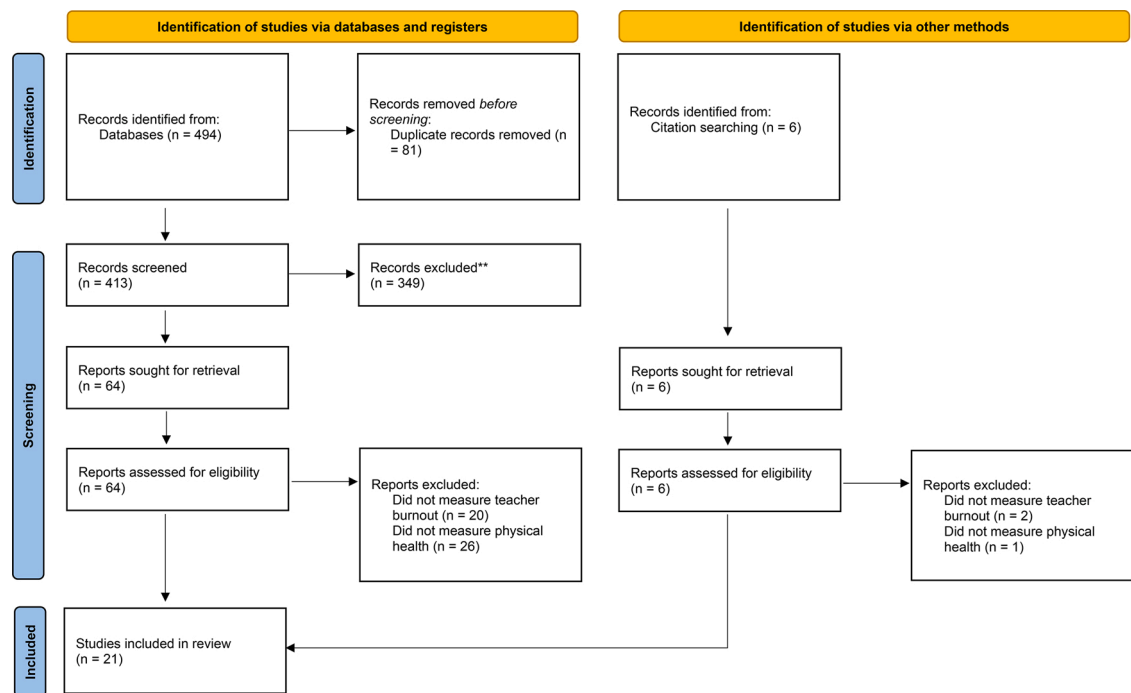 Identification of studies via databases and registers
Identification of studies via other methods
Identification
Records identified from:
Databases (n = 494)
Records removed before
screening:
Duplicate records removed (n
= 81)
Records identified from:
Citation searching (n = 6)
Screening
Records screened
(n = 413)
Records excluded**
(n = 349)
Reports sought for retrieval
(n = 64)
Reports sought for retrieval
(n = 6)
Reports assessed for eligibility
(n = 64)
Reports excluded:
Did not measure teacher
burnout (n = 20)
Did not measure physical
health (n = 26)
Reports assessed for eligibility
(n = 6)
Reports excluded:
Did not measure teacher
burnout (n = 2)
Did not measure physical
health (n = 1)
Included
Studies included in review
(n = 21)